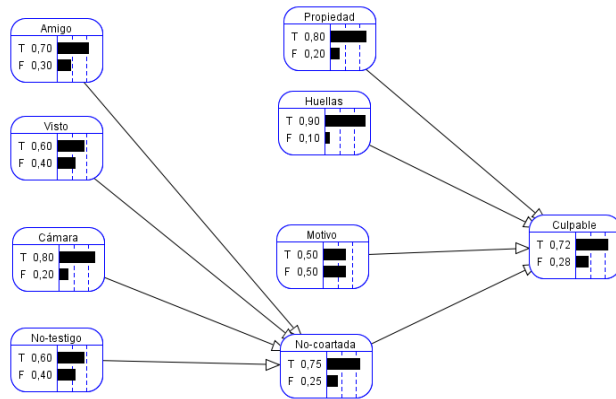 Amigo
T 0,70
F 0,30
Visto
T 0,60
F 0,40
Cámara
T 0,80
F 0,20
No-testigo
T 0,60
F 0,40
Propiedad
T 0,80
F 0,20
Huellas
T 0,90
F 0,10
Motivo
T 0,50
F 0,50
No-coartada
T 0,75
F 0,25
Culpable
T 0,72
F 0,28